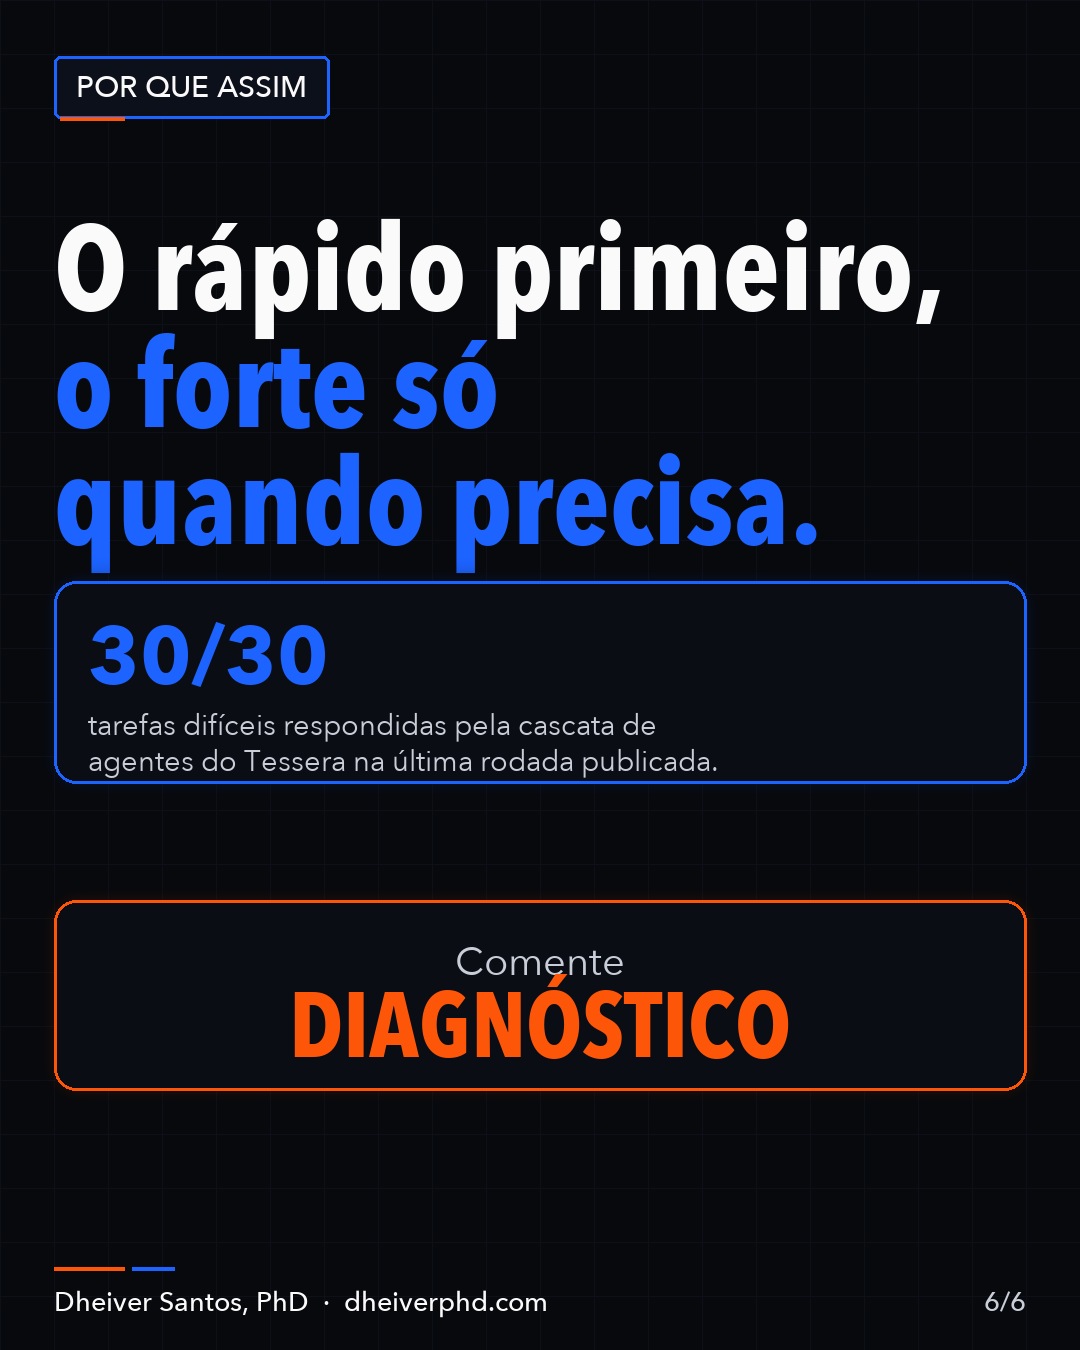 POR QUE ASSIM
O rápido primeiro,
o forte só
quando precisa.
30/30
tarefas difíceis respondidas pela cascata de
agentes do Tessera na última rodada publicada.
Comente
DIAGNÓSTICO
Dheiver Santos, PhD · dheiverphd.com
6/6